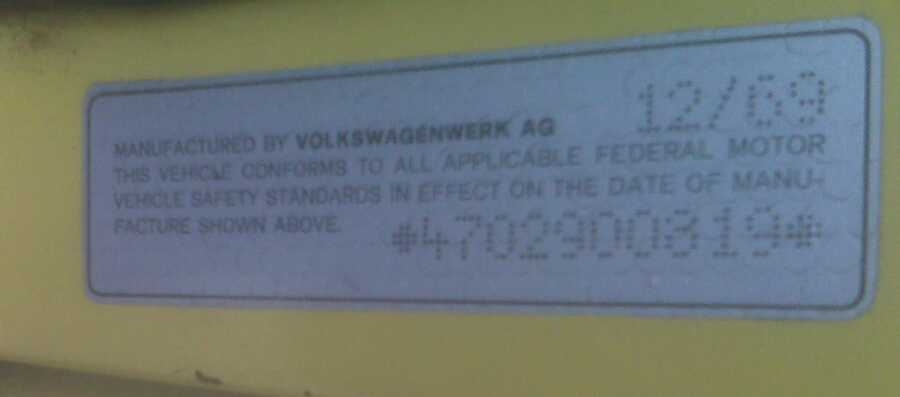 12/69
MANUFACTURED BY VOLKSWAGENWERK AG
THIS VEHICLE CONFORMS TO ALL APPLICABLE FEDERAL MOTOR
VEHICLE SAFETY STANDARDS IN EFFECT ON THE DATE OF MANU-
FACTURE SHOWN ABOVE.
*4702900819*